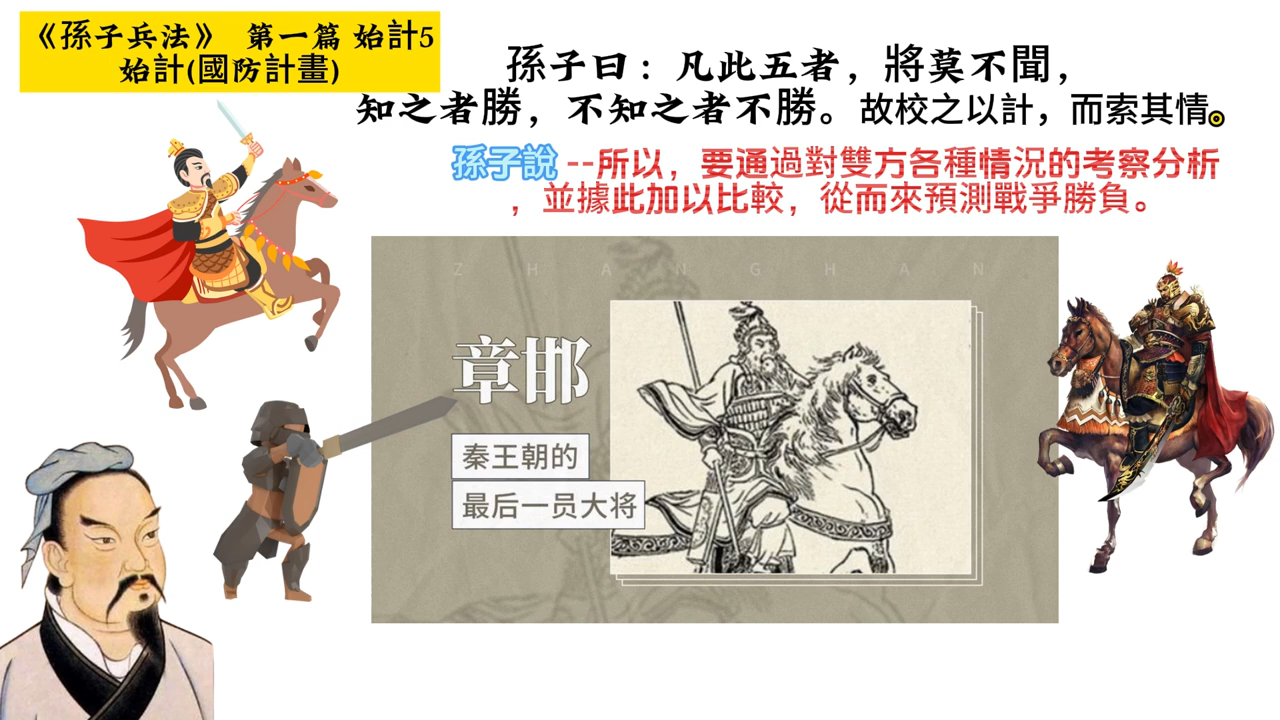 《孫子兵法》 第一篇 始計5
始計(國防計畫)
孫子曰：凡此五者，將莫不聞，
知之者勝，不知之者不勝。故校之以計，而索其情。
孫子說 --所以，要通過對雙方各種情況的考察分析
，並據此加以比較，從而來預測戰爭勝負。
ZHANGHAN
章邯
秦王朝的
最后一员大将